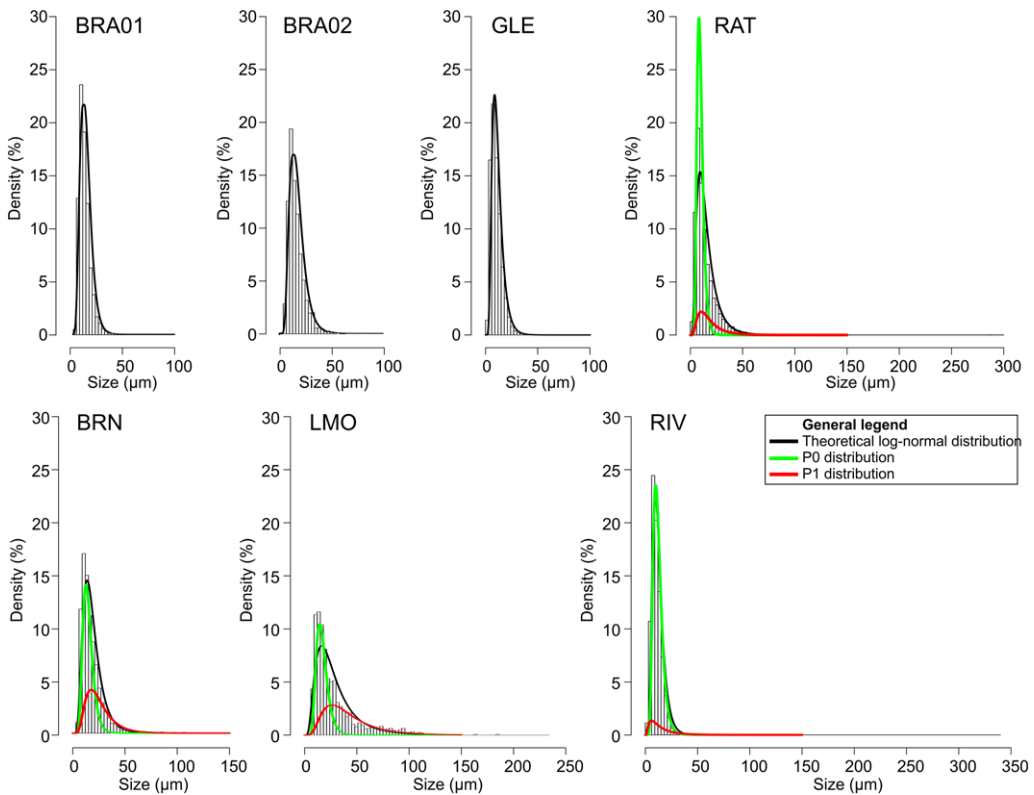 BRA01
30
25
20
15
10
5
0
Density (%)
0 50 100
Size (µm)
BRA02
30
25
20
15
10
5
0
Density (%)
0 50 100
Size (µm)
GLE
30
25
20
15
10
5
0
Density (%)
0 50 100
Size (µm)
RAT
30
25
20
15
10
5
0
Density (%)
0 50 100 150 200 250 300
Size (µm)
BRN
30
25
20
15
10
5
0
Density (%)
0 50 100 150
Size (µm)
LMO
30
25
20
15
10
5
0
Density (%)
0 50 100 150 200 250
Size (µm)
RIV
30
25
20
15
10
5
0
Density (%)
0 50 100 150 200 250 300 350
Size (µm)
General legend
Theoretical log-normal distribution
P0 distribution
P1 distribution